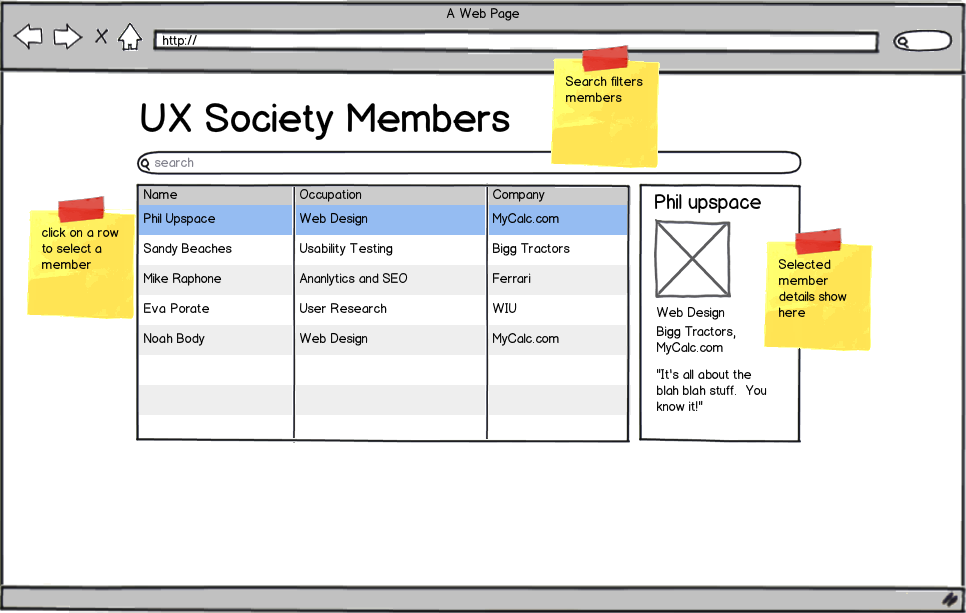 A Web Page
http://
Search filters
members
UX Society Members
search
click on a row
to select a
member
Name Occupation Company
Phil Upspace Web Design MyCalc.com
Sandy Beaches Usability Testing Bigg Tractors
Mike Raphone Ananlytics and SEO Ferrari
Eva Porate User Research WIU
Noah Body Web Design MyCalc.com
Phil upspace
Web Design
Bigg Tractors,
MyCalc.com
"It's all about the
blah blah stuff. You
know it!"
Selected
member
details show
here